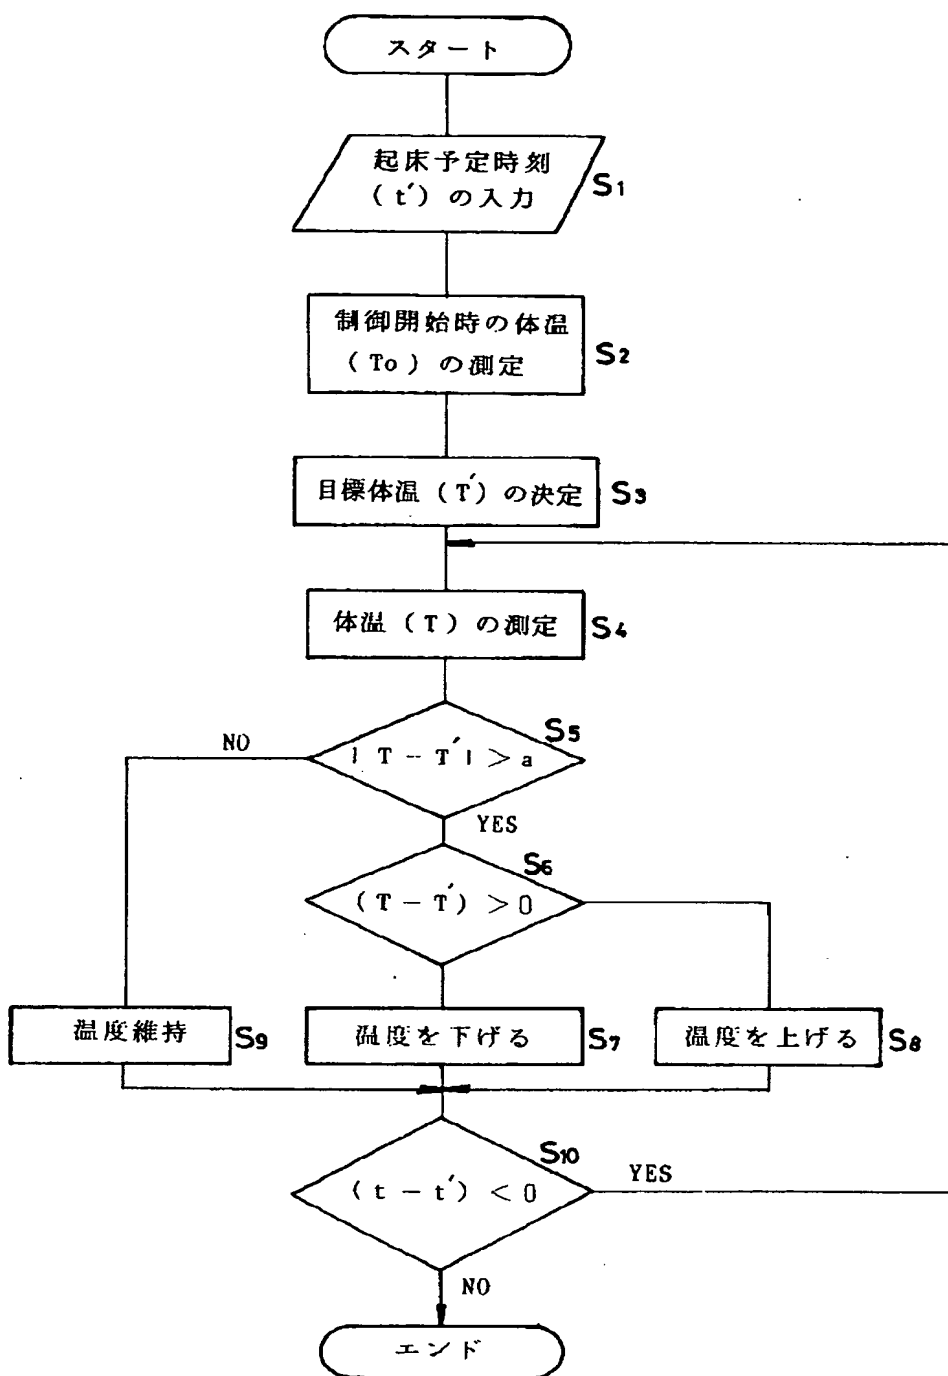 スタート
起床予定時刻
(t′)の入力
S1
制御開始時の体温
(To)の測定
S2
目標体温(T′)の決定
S3
体温(T)の測定
S4
S5
| T − T′ | > a
NO
YES
S6
(T − T′) > 0
温度維持
S9
温度を下げる
S7
温度を上げる
S8
S10
(t − t′) < 0
YES
NO
エンド